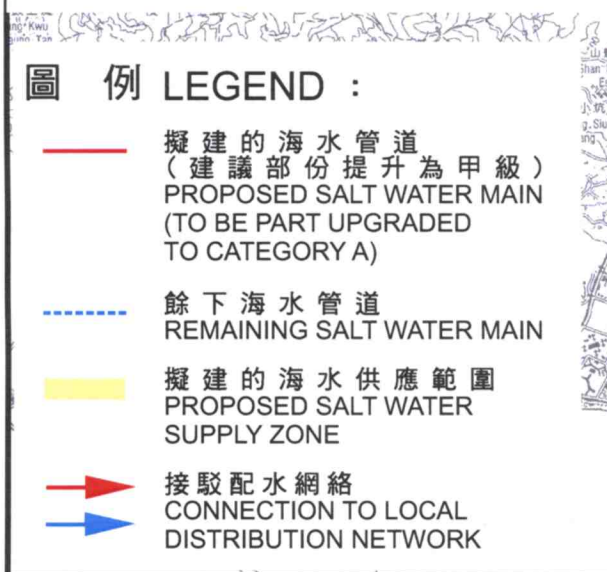 圖 例 LEGEND :
擬建的海水管道
(建議部份提升為甲級)
PROPOSED SALT WATER MAIN
(TO BE PART UPGRADED
TO CATEGORY A)
餘下海水管道
REMAINING SALT WATER MAIN
擬建的海水供應範圍
PROPOSED SALT WATER
SUPPLY ZONE
接駁配水網絡
CONNECTION TO LOCAL
DISTRIBUTION NETWORK